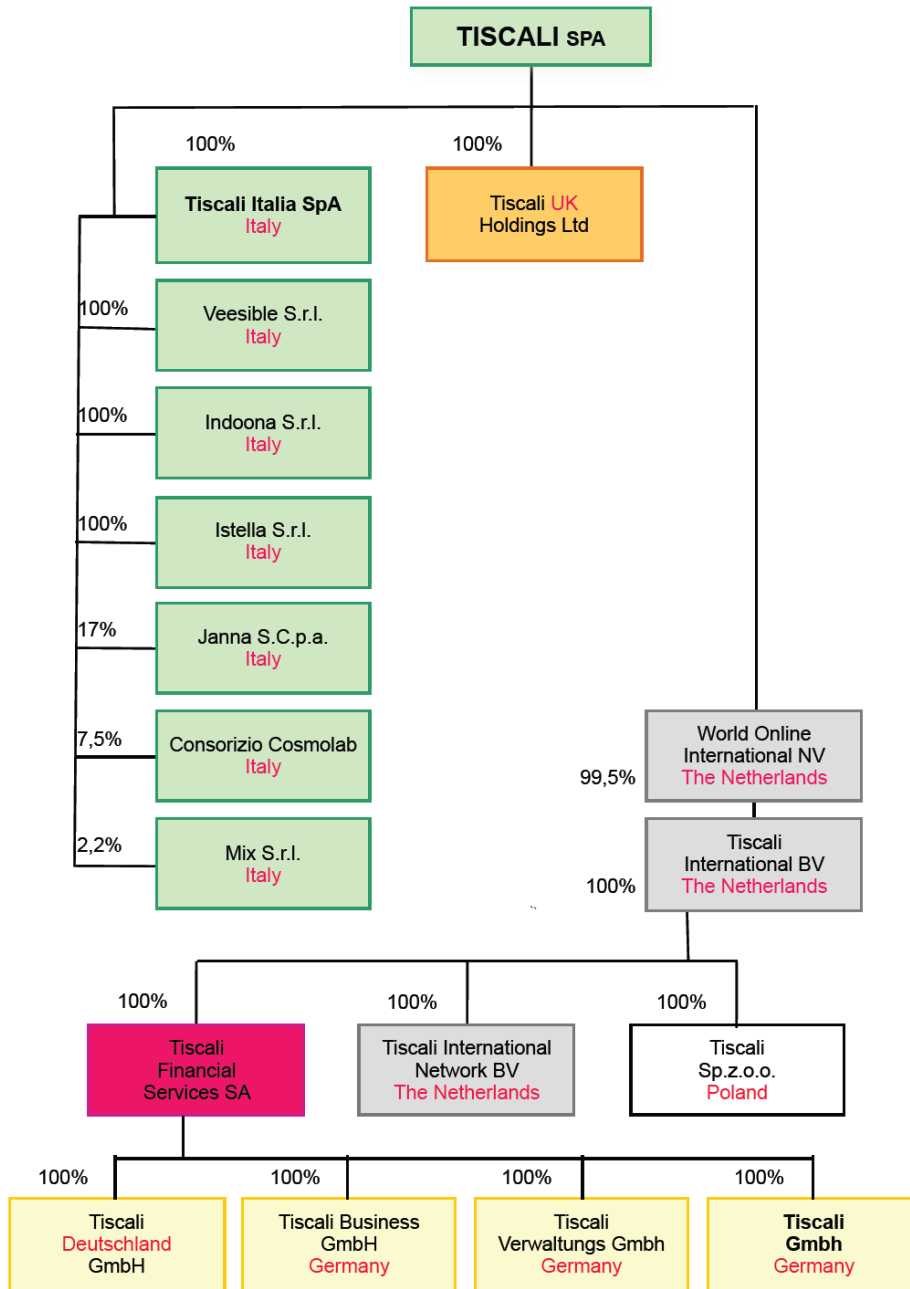 TISCALI SPA
100%
100%
Tiscali Italia SpA
Italy
Tiscali UK
Holdings Ltd
100%
Veesible S.r.l.
Italy
100%
Indoona S.r.l.
Italy
100%
Istella S.r.l.
Italy
17%
Janna S.C.p.a.
Italy
7,5%
Consorizio Cosmolab
Italy
2,2%
Mix S.r.l.
Italy
99,5%
World Online
International NV
The Netherlands
100%
Tiscali
International BV
The Netherlands
100%
Tiscali
Financial
Services SA
100%
Tiscali International
Network BV
The Netherlands
100%
Tiscali
Sp.z.o.o.
Poland
100%
Tiscali
Deutschland
GmbH
100%
Tiscali Business
GmbH
Germany
100%
Tiscali
Verwaltungs Gmbh
Germany
100%
Tiscali
Gmbh
Germany